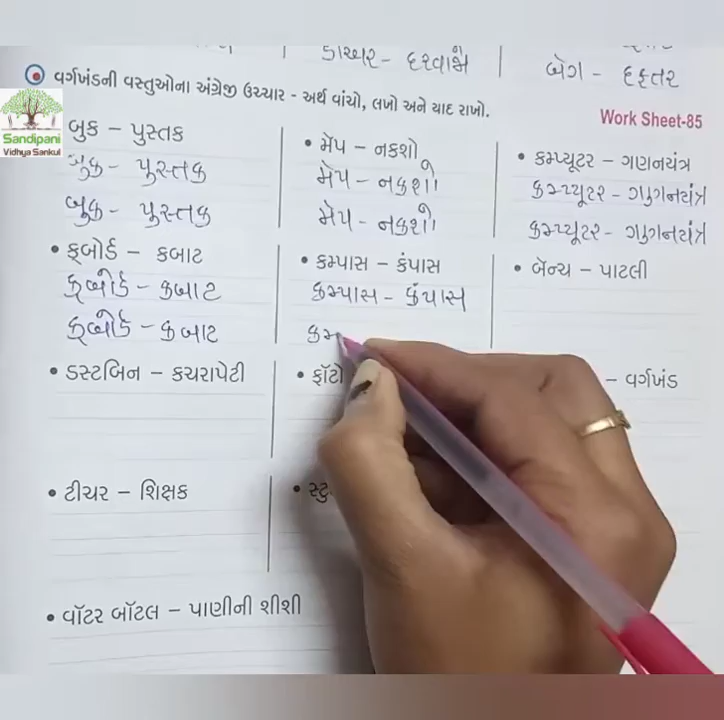 ડાયર - દરવાજો
બૅગ - દફતર
વર્ગખંડની વસ્તુઓના અંગ્રેજી ઉચ્ચાર - અર્થ વાંચો, લખો અને યાદ રાખો.
Sandipani
Vidhya Sankul
Work Sheet-85
બુક – પુસ્તક
બુક - પુસ્તક
બુક - પુસ્તક
• મૅપ – નકશો
મૅપ - નકશો
મૅપ - નકશો
• કમ્પ્યૂટર – ગણનયંત્ર
કમ્પ્યૂટર - ગણનયંત્ર
કમ્પ્યૂટર - ગણનયંત્ર
• કબોર્ડ – કબાટ
કબોર્ડ - કબાટ
કબોર્ડ - કબાટ
• કમ્પાસ – કંપાસ
કમ્પાસ - કંપાસ
કમ
• બૅન્ચ – પાટલી
• ડસ્ટબિન – કચરાપેટી
• ફૉટો
– વર્ગખંડ
• ટીચર – શિક્ષક
• સ્ટુ
• વૉટર બૉટલ – પાણીની શીશી